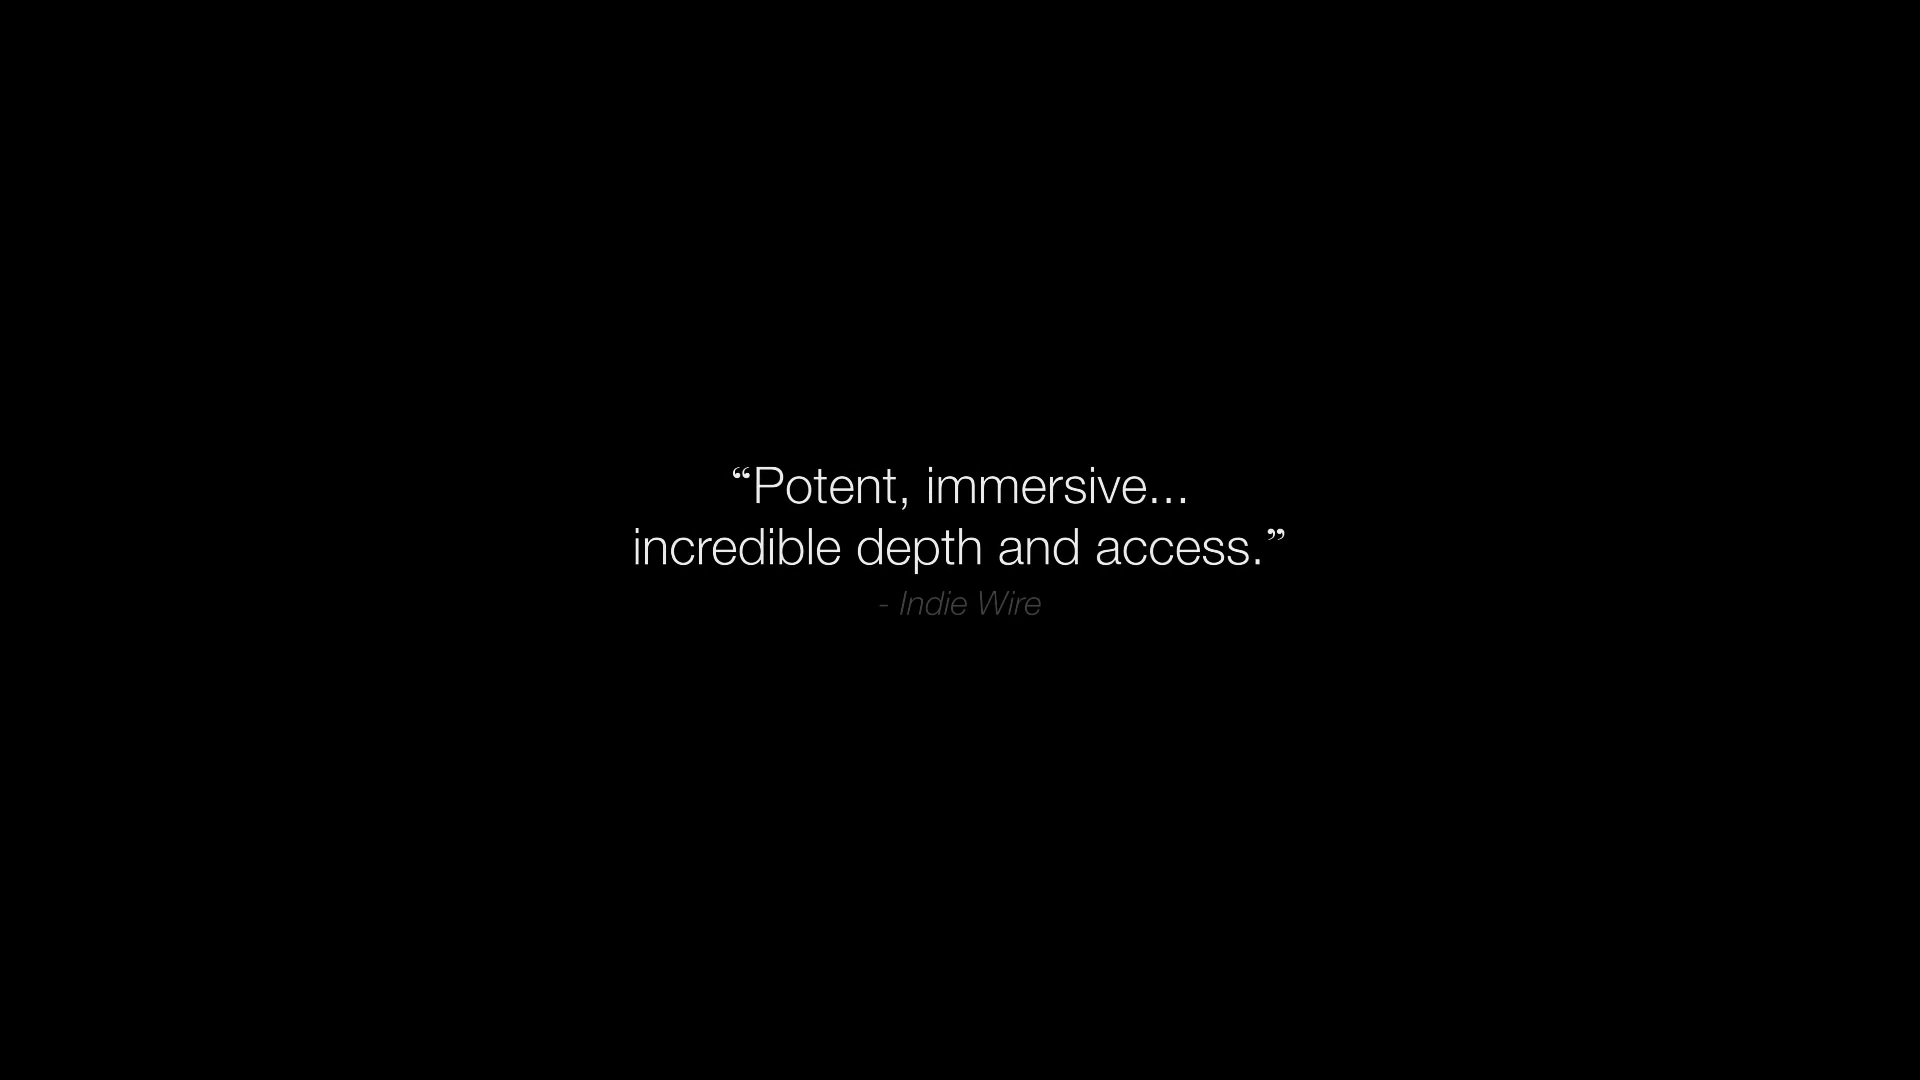 “Potent, immersive...
incredible depth and access.”
- Indie Wire